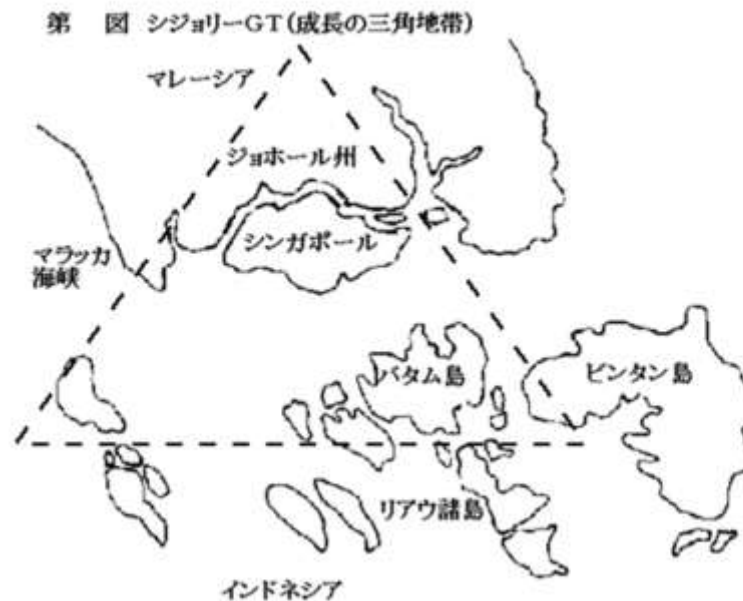 第 図 シジョリーGT(成長の三角地帯)
マレーシア
ジョホール州
シンガポール
マラッカ
海峡
バタム島
ビンタン島
リアウ諸島
インドネシア